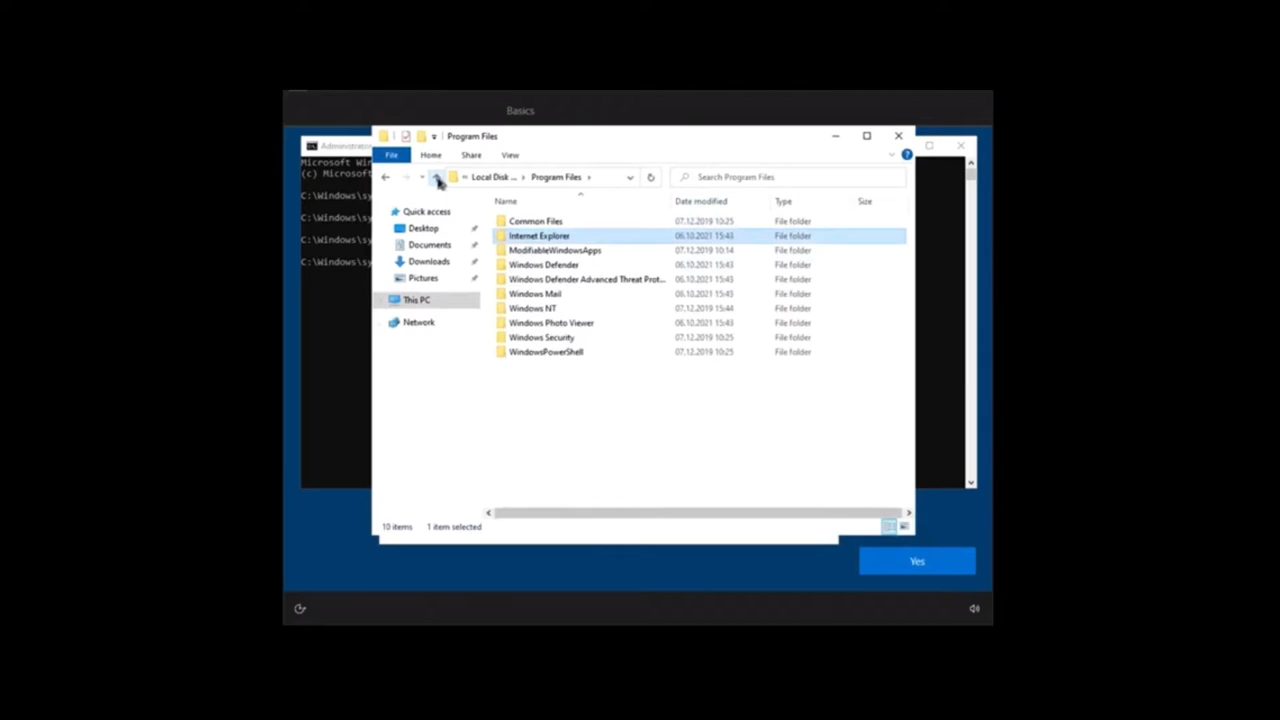 Basics
Program Files
Administrator
File Home Share View
Microsoft Win
(c) Microsoft
Local Disk ... › Program Files ›
Search Program Files
C:\Windows\sy
C:\Windows\sy
C:\Windows\sy
C:\Windows\sy
Name Date modified Type Size
Quick access
Desktop
Documents
Downloads
Pictures
This PC
Network
Common Files 07.12.2019 10:25 File folder
Internet Explorer 06.10.2021 15:43 File folder
ModifiableWindowsApps 07.12.2019 10:14 File folder
Windows Defender 06.10.2021 15:43 File folder
Windows Defender Advanced Threat Prot... 06.10.2021 15:43 File folder
Windows Mail 06.10.2021 15:43 File folder
Windows NT 07.12.2019 15:44 File folder
Windows Photo Viewer 06.10.2021 15:43 File folder
Windows Security 07.12.2019 10:25 File folder
WindowsPowerShell 07.12.2019 10:25 File folder
10 items 1 item selected
Yes